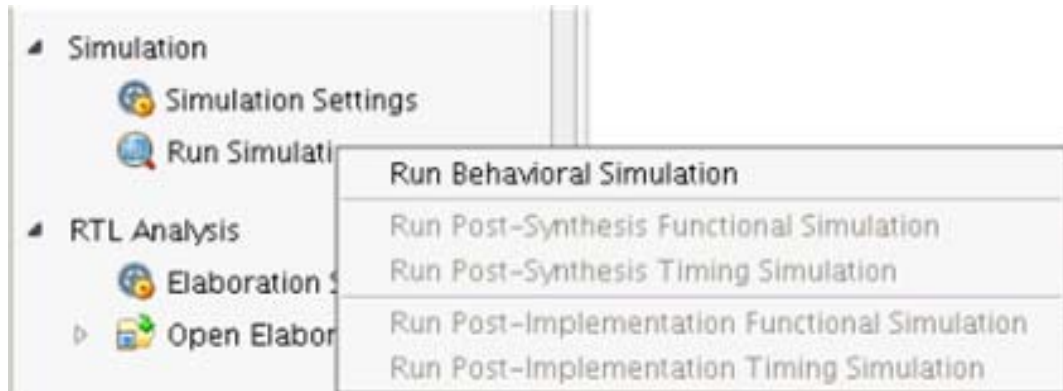 Simulation
Simulation Settings
Run Simulati
Run Behavioral Simulation
Run Post-Synthesis Functional Simulation
Run Post-Synthesis Timing Simulation
Run Post-Implementation Functional Simulation
Run Post-Implementation Timing Simulation
RTL Analysis
Elaboration S
Open Elabor